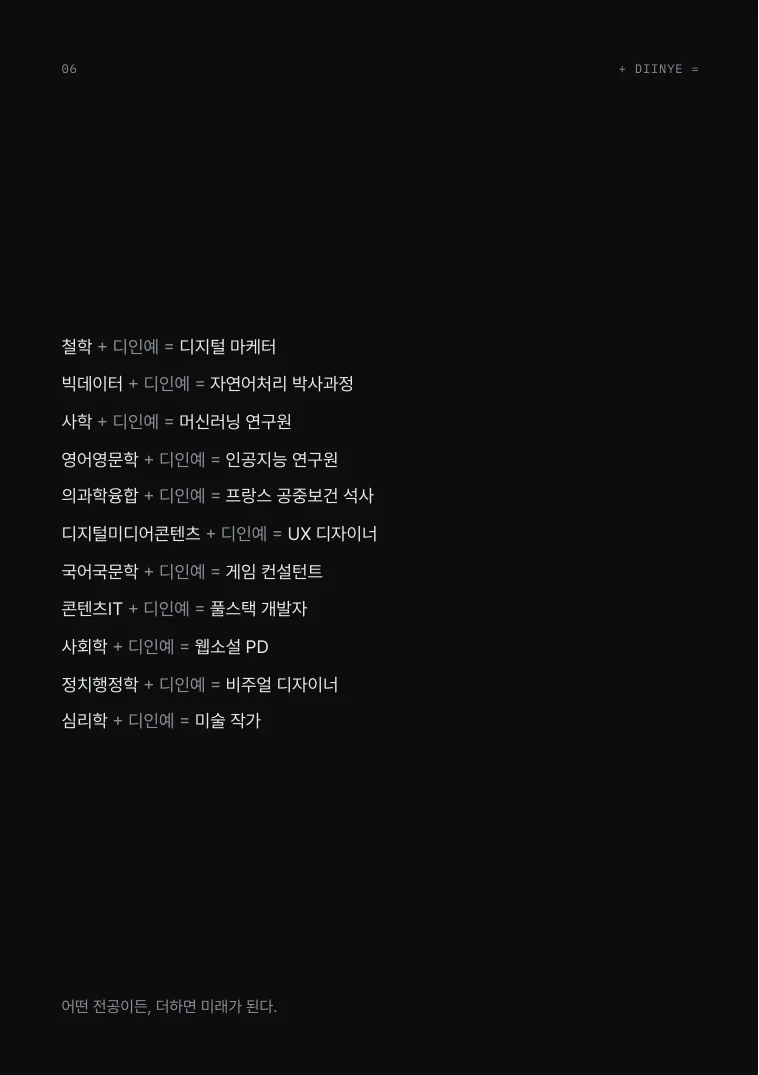 06
+ DIINYE =
철학 + 디인예 = 디지털 마케터
빅데이터 + 디인예 = 자연어처리 박사과정
사학 + 디인예 = 머신러닝 연구원
영어영문학 + 디인예 = 인공지능 연구원
의과학융합 + 디인예 = 프랑스 공중보건 석사
디지털미디어콘텐츠 + 디인예 = UX 디자이너
국어국문학 + 디인예 = 게임 컨설턴트
콘텐츠IT + 디인예 = 풀스택 개발자
사회학 + 디인예 = 웹소설 PD
정치행정학 + 디인예 = 비주얼 디자이너
심리학 + 디인예 = 미술 작가
어떤 전공이든, 더하면 미래가 된다.